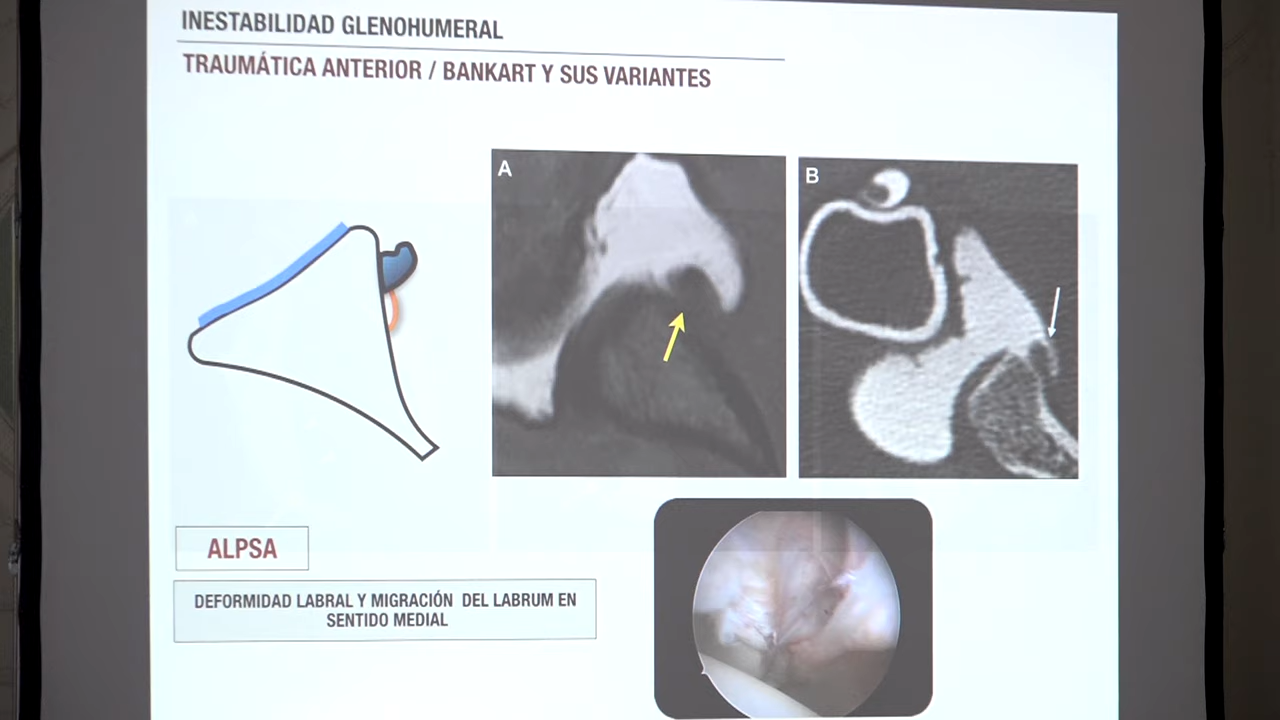 INESTABILIDAD GLENOHUMERAL
TRAUMÁTICA ANTERIOR / BANKART Y SUS VARIANTES
A
B
ALPSA
DEFORMIDAD LABRAL Y MIGRACIÓN DEL LABRUM EN
SENTIDO MEDIAL